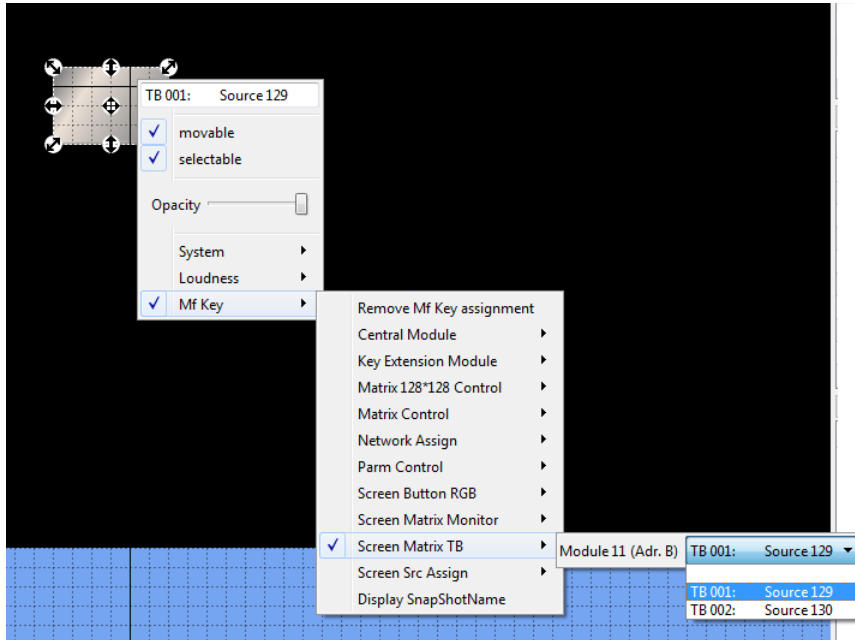 TB 001: Source 129
movable
selectable
Opacity
System
Loudness
Mf Key
Remove Mf Key assignment
Central Module
Key Extension Module
Matrix 128*128 Control
Matrix Control
Network Assign
Parm Control
Screen Button RGB
Screen Matrix Monitor
Screen Matrix TB
Module 11 (Adr. B) TB 001: Source 129
TB 001: Source 129
TB 002: Source 130
Screen Src Assign
Display SnapShotName